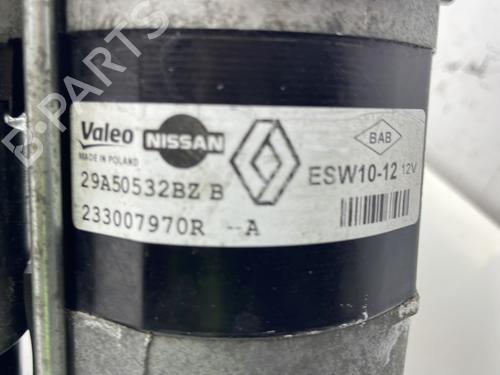 B-PARTS
Valeo NISSAN BAB
MADE IN POLAND
ESW10-12 12V
29A50532BZ B
233007970R --A